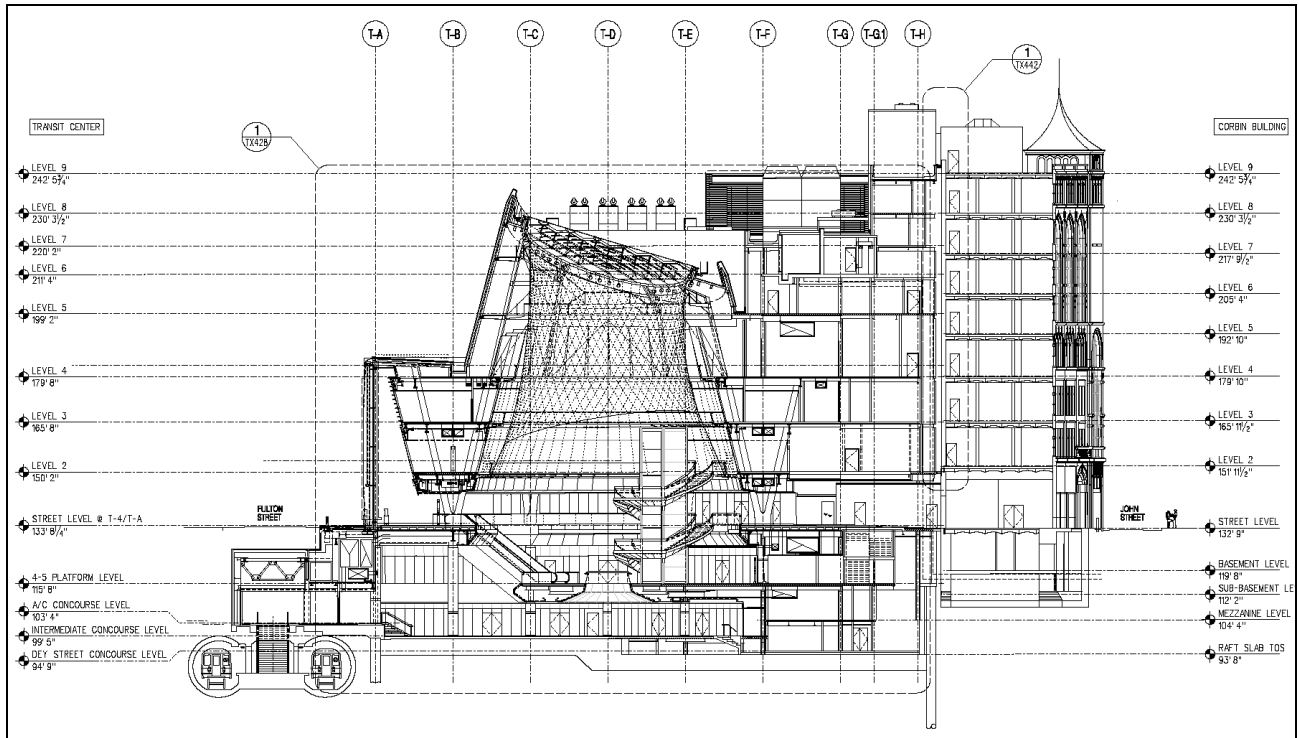 T-A T-B T-C T-D T-E T-F T-G T-G.1 T-H
1
TX442
1
TX428
TRANSIT CENTER
LEVEL 9
242' 5¾"
LEVEL 8
230' 3½"
LEVEL 7
220' 2"
LEVEL 6
211' 4"
LEVEL 5
199' 2"
LEVEL 4
179' 8"
LEVEL 3
165' 8"
LEVEL 2
150' 2"
STREET LEVEL @ T-4/T-A
133' 8¼"
4-5 PLATFORM LEVEL
115' 8"
A/C CONCOURSE LEVEL
103' 4"
INTERMEDIATE CONCOURSE LEVEL
99' 5"
DEY STREET CONCOURSE LEVEL
94' 9"
FULTON
STREET
JOHN
STREET
CORBIN BUILDING
LEVEL 9
242' 5¾"
LEVEL 8
230' 3½"
LEVEL 7
217' 9½"
LEVEL 6
205' 4"
LEVEL 5
192' 10"
LEVEL 4
179' 10"
LEVEL 3
165' 11½"
LEVEL 2
151' 11½"
STREET LEVEL
132' 9"
BASEMENT LEVEL
119' 8"
SUB-BASEMENT LE
112' 2"
MEZZANINE LEVEL
104' 4"
RAFT SLAB TOS
93' 8"